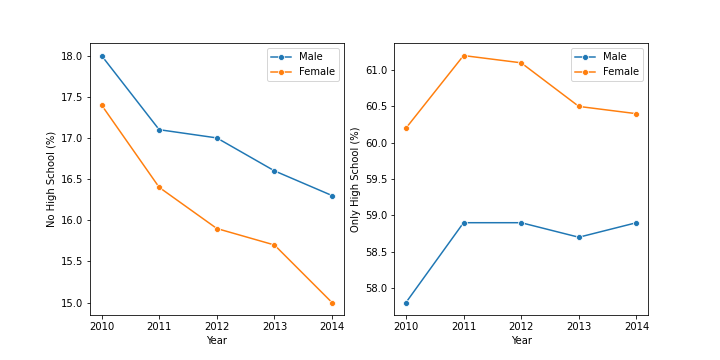 No High School (%)
18.0
17.5
17.0
16.5
16.0
15.5
15.0
2010 2011 2012 2013 2014
Year
Male
Female
Only High School (%)
61.0
60.5
60.0
59.5
59.0
58.5
58.0
2010 2011 2012 2013 2014
Year
Male
Female